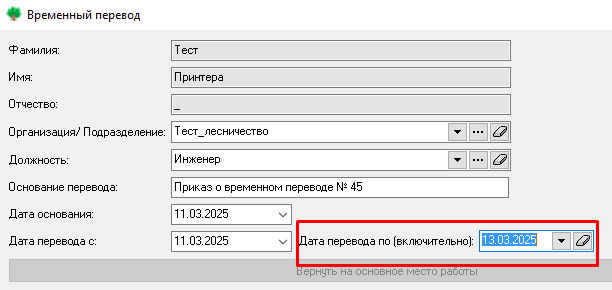 Временный перевод
Фамилия: Тест
Имя: Принтера
Отчество: _
Организация/ Подразделение: Тест_лесничество
Должность: Инженер
Основание перевода: Приказ о временном переводе № 45
Дата основания: 11.03.2025
Дата перевода с: 11.03.2025 Дата перевода по (включительно): 13.03.2025
Вернуть на основное место работы